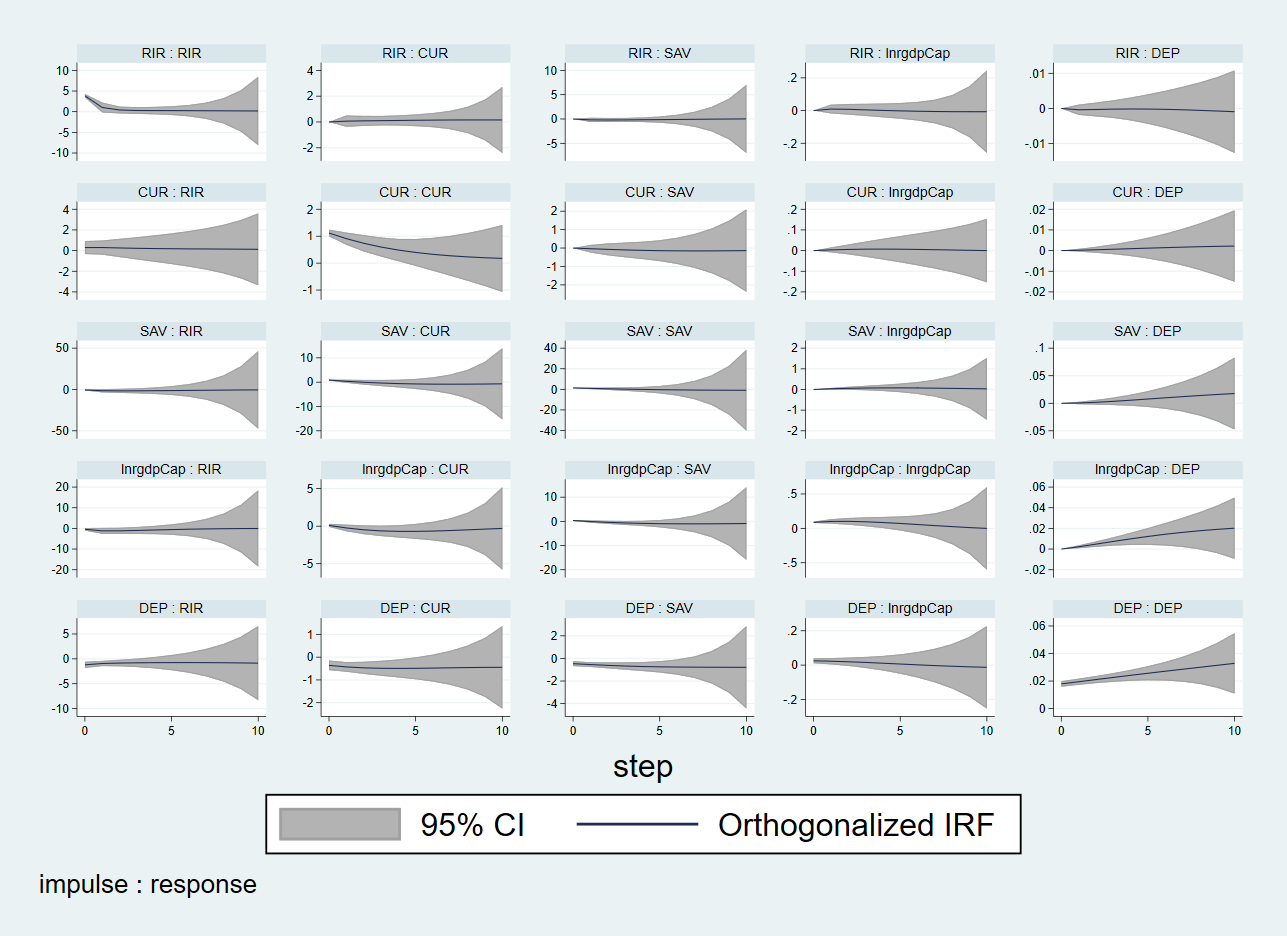 RIR : RIR RIR : CUR RIR : SAV RIR : lnrgdpCap RIR : DEP
10 4 10 .2 .01
5 2 5 0 0
0 0 0 -.2 -.01
-5 -2 -5
-10
CUR : RIR CUR : CUR CUR : SAV CUR : lnrgdpCap CUR : DEP
4 2 2 .2 .02
2 1 1 .1 .01
0 0 0 0 0
-2 -1 -1 -.1 -.01
-4 -2 -.2 -.02
SAV : RIR SAV : CUR SAV : SAV SAV : lnrgdpCap SAV : DEP
50 10 40 2 .1
0 0 20 1 .05
-50 -10 0 0 0
-20 -20 -1 -.05
-40 -2
lnrgdpCap : RIR lnrgdpCap : CUR lnrgdpCap : SAV lnrgdpCap : lnrgdpCap lnrgdpCap : DEP
20 5 10 .5 .06
10 0 0 0 .04
0 -5 -10 -.5 .02
-10 -20 0
-20 -.02
DEP : RIR DEP : CUR DEP : SAV DEP : lnrgdpCap DEP : DEP
5 1 2 .2 .06
0 0 0 0 .04
-5 -1 -2 -.2 .02
-10 -2 -4 0
0 5 10 0 5 10 0 5 10 0 5 10 0 5 10
step
95% CI Orthogonalized IRF
impulse : response